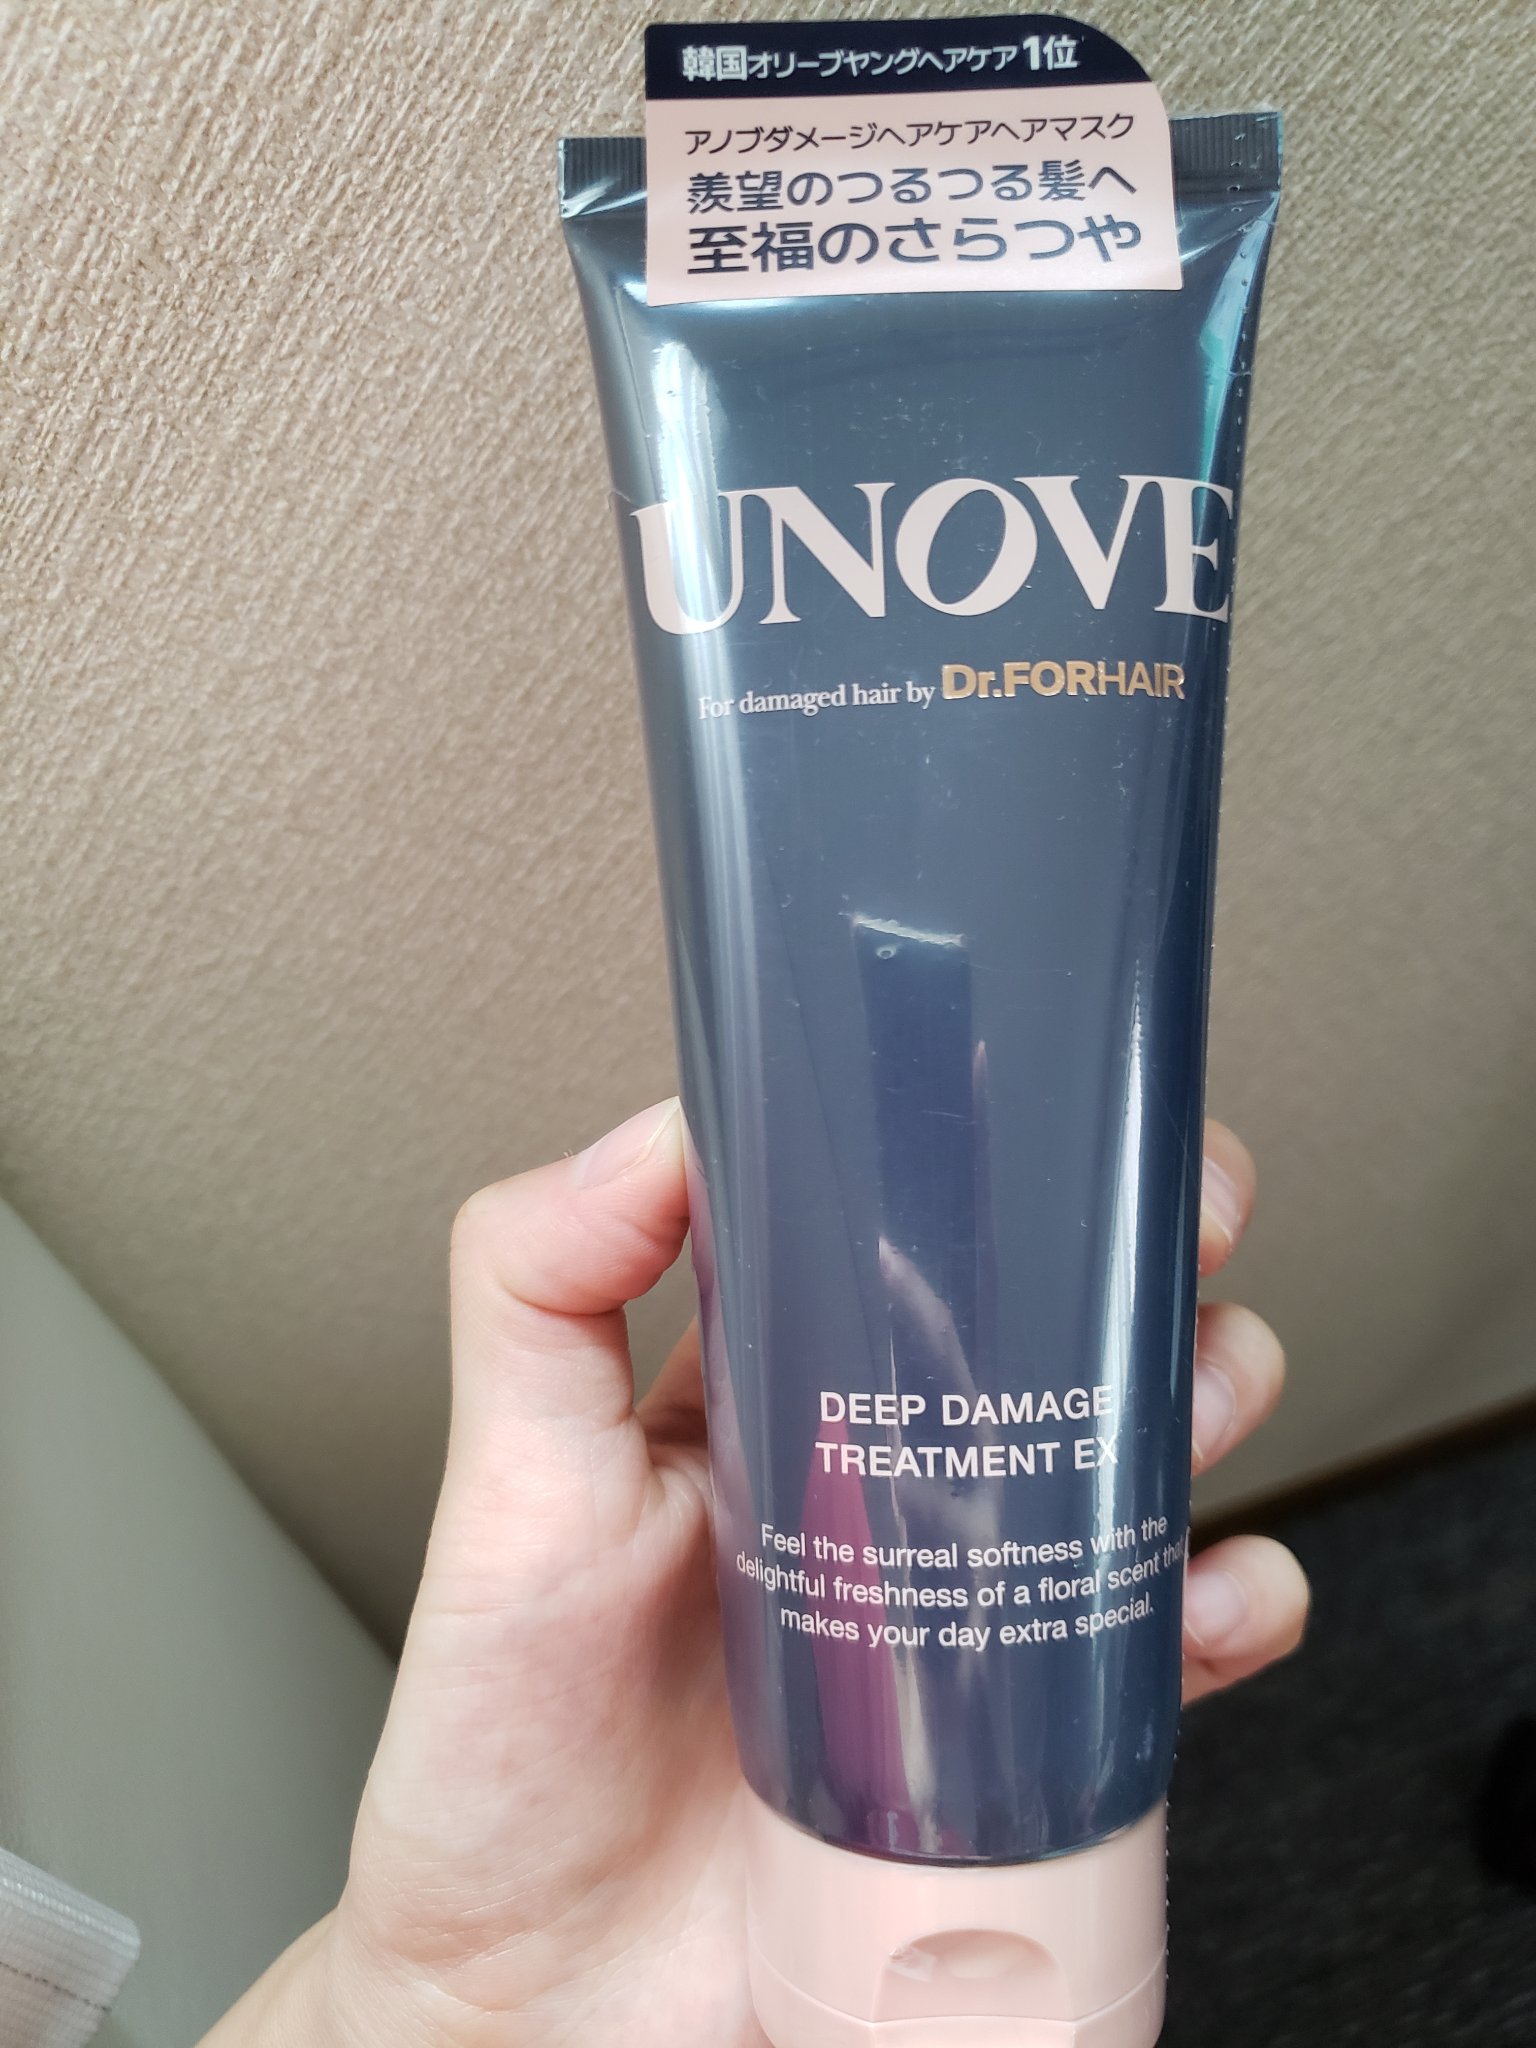 韓国オリーブヤングヘアケア1位
アノブダメージヘアケアヘアマスク
羨望のつるつる髪へ
至福のさらつや
UNOVE
For damaged hair by Dr.FORHAIR
DEEP DAMAGE
TREATMENT EX
Feel the surreal softness with the
delightful freshness of a floral scent that
makes your day extra special.